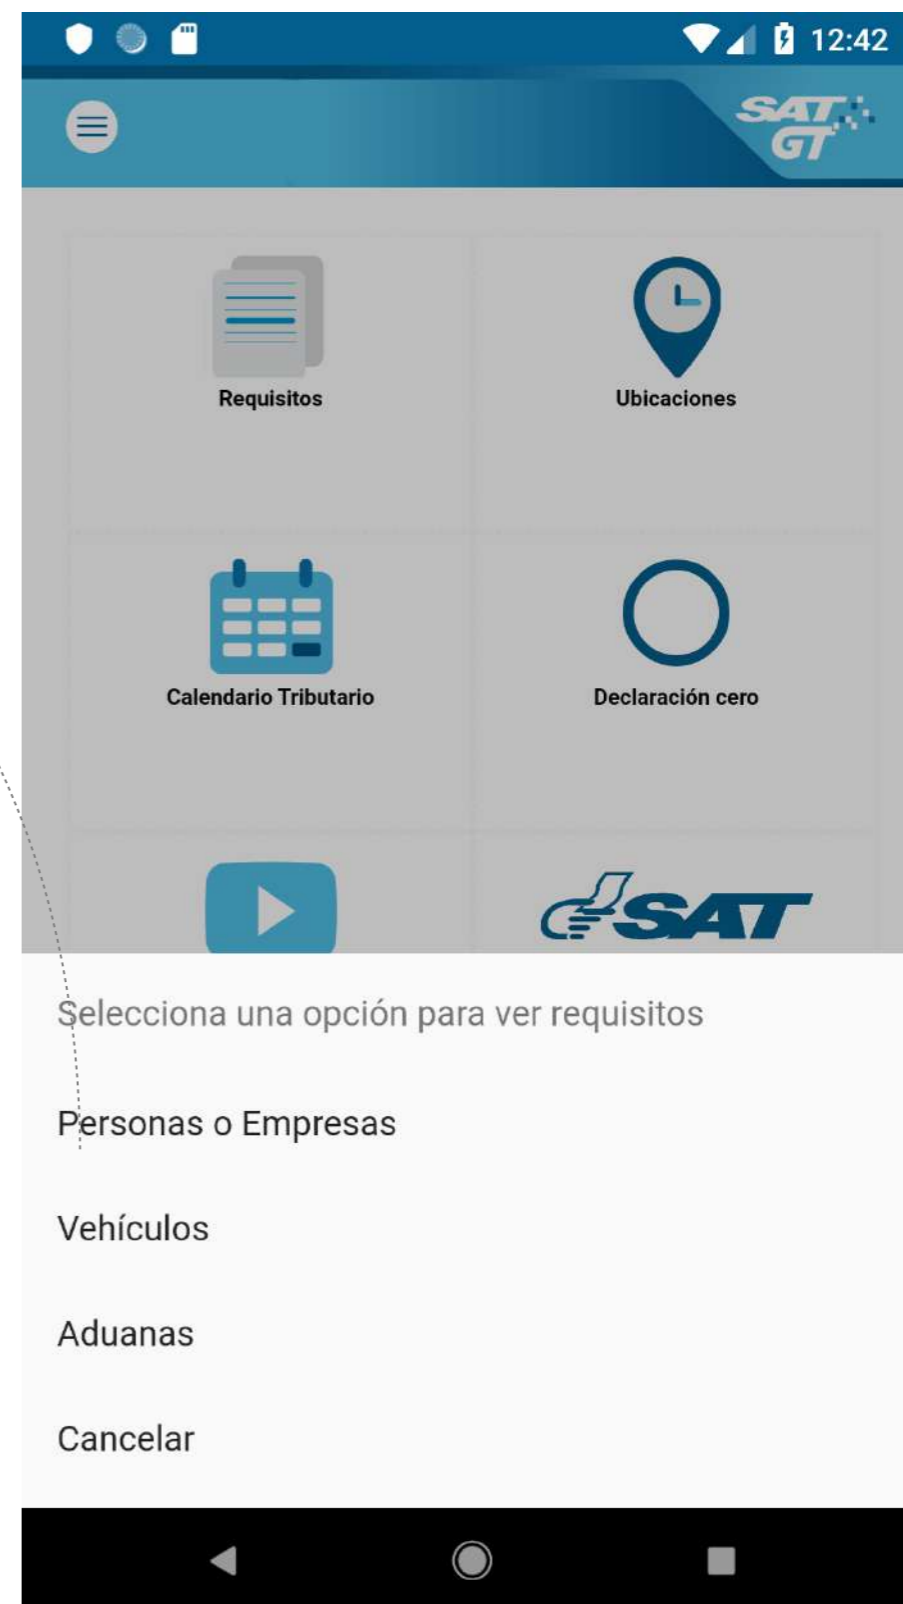 12:42
SAT
GT
Requisitos
Ubicaciones
Calendario Tributario
Declaración cero
SAT
Selecciona una opción para ver requisitos
Personas o Empresas
Vehículos
Aduanas
Cancelar